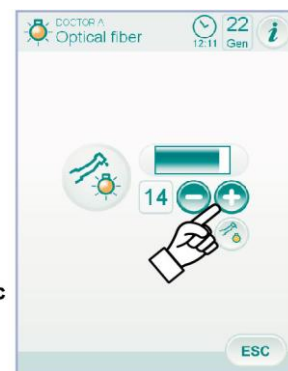 DOCTOR A
Optical fiber
12:11
22
Gen
i
14
c
ESC